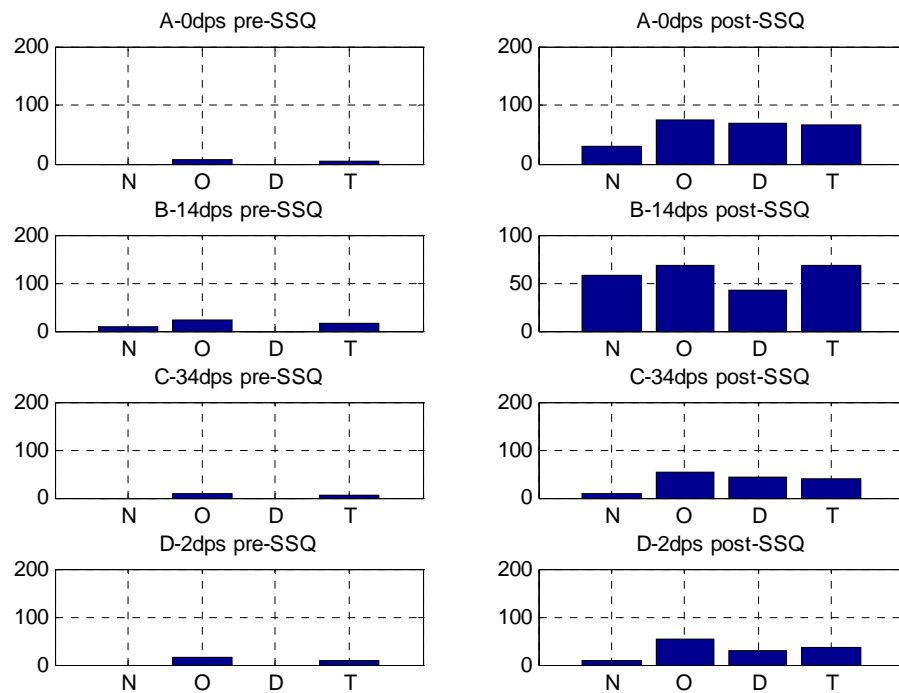 A-0dps pre-SSQ
200
100
0
N O D T
A-0dps post-SSQ
200
100
0
N O D T
B-14dps pre-SSQ
200
100
0
N O D T
B-14dps post-SSQ
100
50
0
N O D T
C-34dps pre-SSQ
200
100
0
N O D T
C-34dps post-SSQ
200
100
0
N O D T
D-2dps pre-SSQ
200
100
0
N O D T
D-2dps post-SSQ
200
100
0
N O D T